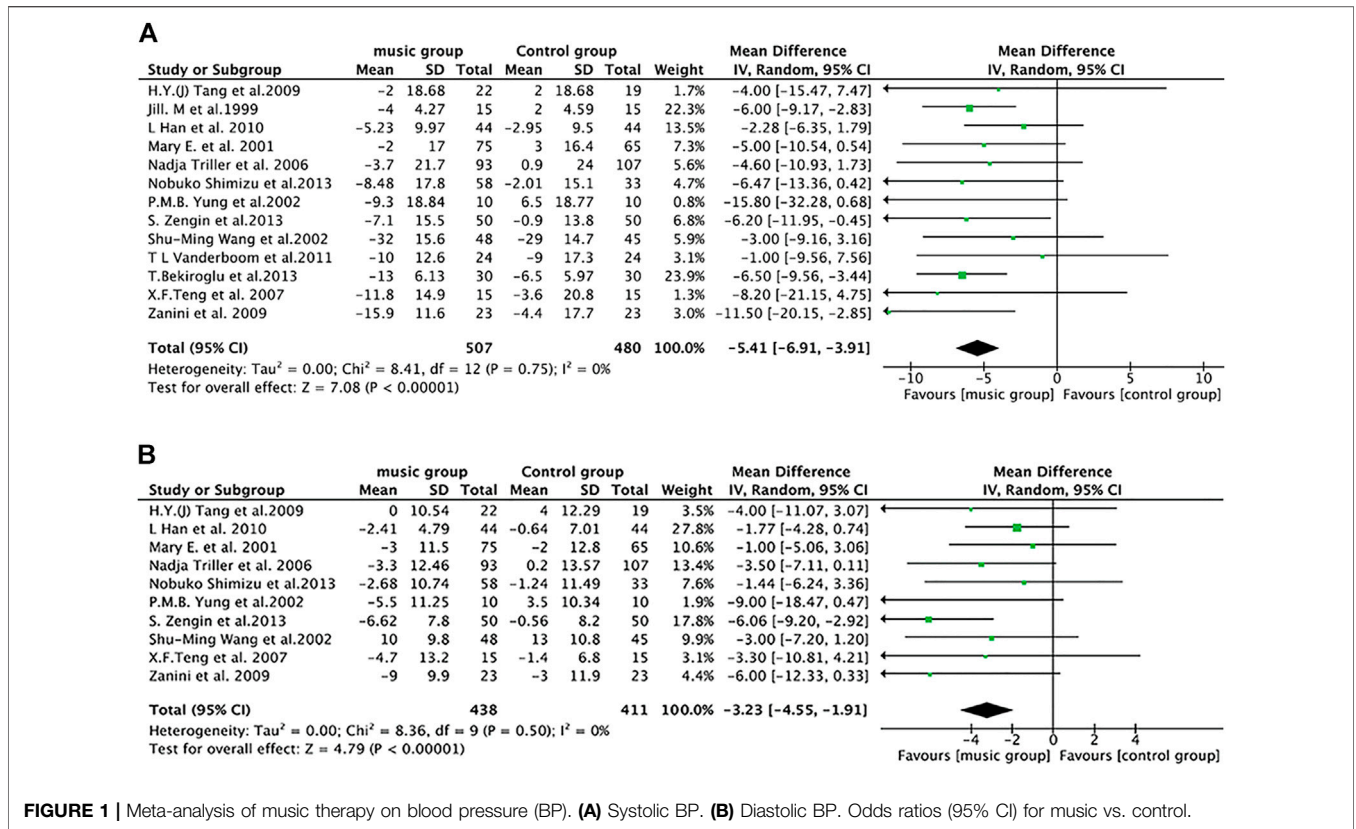 A
music group Control group Mean Difference Mean Difference
Study or Subgroup Mean SD Total Mean SD Total Weight IV, Random, 95% CI IV, Random, 95% CI
H.Y.(J) Tang et.2009 −2 18.68 22 2 18.68 19 1.7% −4.00 [−15.47, 7.47]
Jill. M et al.1999 −4 4.27 15 2 4.59 15 22.3% −6.00 [−9.17, −2.83]
L Han et al. 2010 −5.23 9.97 44 −2.95 9.5 44 13.5% −2.28 [−6.35, 1.79]
Mary E. et al. 2001 −2 17 75 3 16.4 65 7.3% −5.00 [−10.54, 0.54]
Nadja Triller et al. 2006 −3.7 21.7 93 0.9 24 107 5.6% −4.60 [−10.93, 1.73]
Nobuko Shimizu et al.2013 −8.48 17.8 58 −2.01 15.1 33 4.7% −6.47 [−13.36, 0.42]
P.M.B. Yung et al.2002 −9.3 18.84 10 6.5 18.77 10 0.8% −15.80 [−32.28, 0.68]
S. Zengin et al.2013 −7.1 15.5 50 −0.9 13.8 50 6.8% −6.20 [−11.95, −0.45]
Shu-Ming Wang et al.2002 −32 15.6 48 −29 14.7 45 5.9% −3.00 [−9.16, 3.16]
T L Vanderboom et al.2011 −10 12.6 24 −9 17.3 24 3.1% −1.00 [−9.56, 7.56]
T.Bekiroglu et al.2013 −13 6.13 30 −6.5 5.97 30 23.9% −6.50 [−9.56, −3.44]
X.F.Teng et al. 2007 −11.8 14.9 15 −3.6 20.8 15 1.3% −8.20 [−21.15, 4.75]
Zanini et al. 2009 −15.9 11.6 23 −4.4 17.7 23 3.0% −11.50 [−20.15, −2.85]
Total (95% CI) 507 480 100.0% −5.41 [−6.91, −3.91]
Heterogeneity: Tau² = 0.00; Chi² = 8.41, df = 12 (P = 0.75); I² = 0%
Test for overall effect: Z = 7.08 (P < 0.00001)
−10 −5 0 5 10
Favours [music group] Favours [control group]
B
music group Control group Mean Difference Mean Difference
Study or Subgroup Mean SD Total Mean SD Total Weight IV, Random, 95% CI IV, Random, 95% CI
H.Y.(J) Tang et.2009 0 10.54 22 4 12.29 19 3.5% −4.00 [−11.07, 3.07]
L Han et al. 2010 −2.41 4.79 44 −0.64 7.01 44 27.8% −1.77 [−4.28, 0.74]
Mary E. et al. 2001 −3 11.5 75 −2 12.8 65 10.6% −1.00 [−5.06, 3.06]
Nadja Triller et al. 2006 −3.3 12.46 93 0.2 13.57 107 13.4% −3.50 [−7.11, 0.11]
Nobuko Shimizu et al.2013 −2.68 10.74 58 −1.24 11.49 33 7.6% −1.44 [−6.24, 3.36]
P.M.B. Yung et al.2002 −5.5 11.25 10 3.5 10.34 10 1.9% −9.00 [−18.47, 0.47]
S. Zengin et al.2013 −6.62 7.8 50 −0.56 8.2 50 17.8% −6.06 [−9.20, −2.92]
Shu-Ming Wang et al.2002 10 9.8 48 13 10.8 45 9.9% −3.00 [−7.20, 1.20]
X.F.Teng et al. 2007 −4.7 13.2 15 −1.4 6.8 15 3.1% −3.30 [−10.81, 4.21]
Zanini et al. 2009 −9 9.9 23 −3 11.9 23 4.4% −6.00 [−12.33, 0.33]
Total (95% CI) 438 411 100.0% −3.23 [−4.55, −1.91]
Heterogeneity: Tau² = 0.00; Chi² = 8.36, df = 9 (P = 0.50); I² = 0%
Test for overall effect: Z = 4.79 (P < 0.00001)
−4 −2 0 2 4
Favours [music group] Favours [control group]
FIGURE 1 | Meta-analysis of music therapy on blood pressure (BP). (A) Systolic BP. (B) Diastolic BP. Odds ratios (95% CI) for music vs. control.